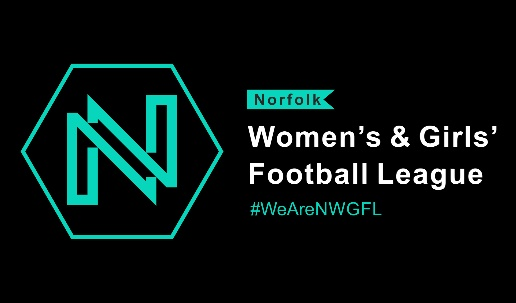 N
Norfolk
Women's & Girls'
Football League
#WeAreNWGFL